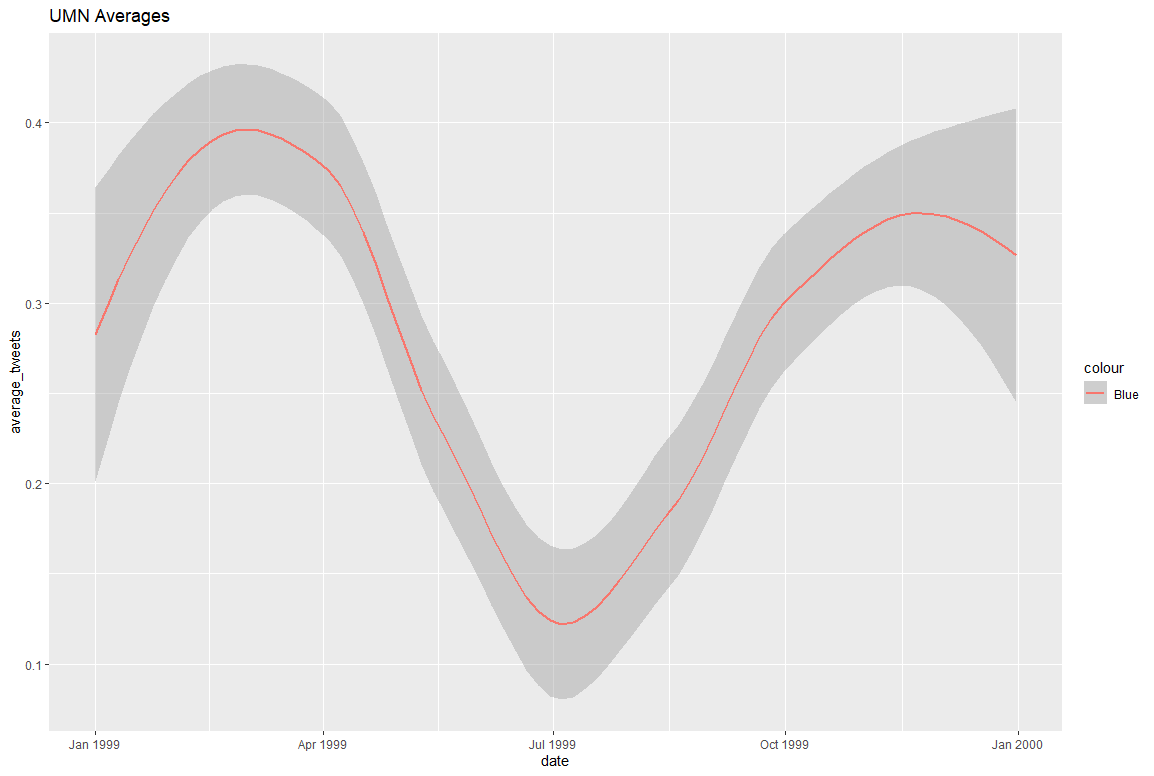 UMN Averages
average_tweets
0.4
0.3
0.2
0.1
Jan 1999
Apr 1999
Jul 1999
Oct 1999
Jan 2000
date
colour
Blue